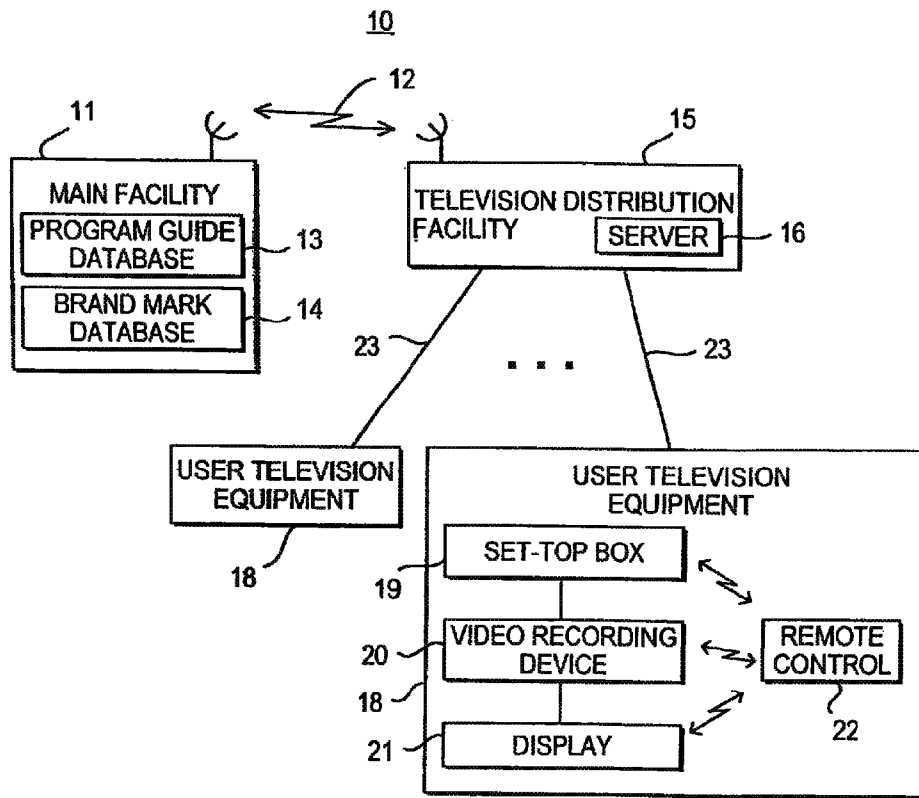 10
12
11
15
MAIN FACILITY
PROGRAM GUIDE
DATABASE
13
BRAND MARK
DATABASE
14
TELEVISION DISTRIBUTION
FACILITY
SERVER
16
23
23
USER TELEVISION
EQUIPMENT
18
USER TELEVISION
EQUIPMENT
SET-TOP BOX
19
VIDEO RECORDING
DEVICE
20
18
REMOTE
CONTROL
22
DISPLAY
21